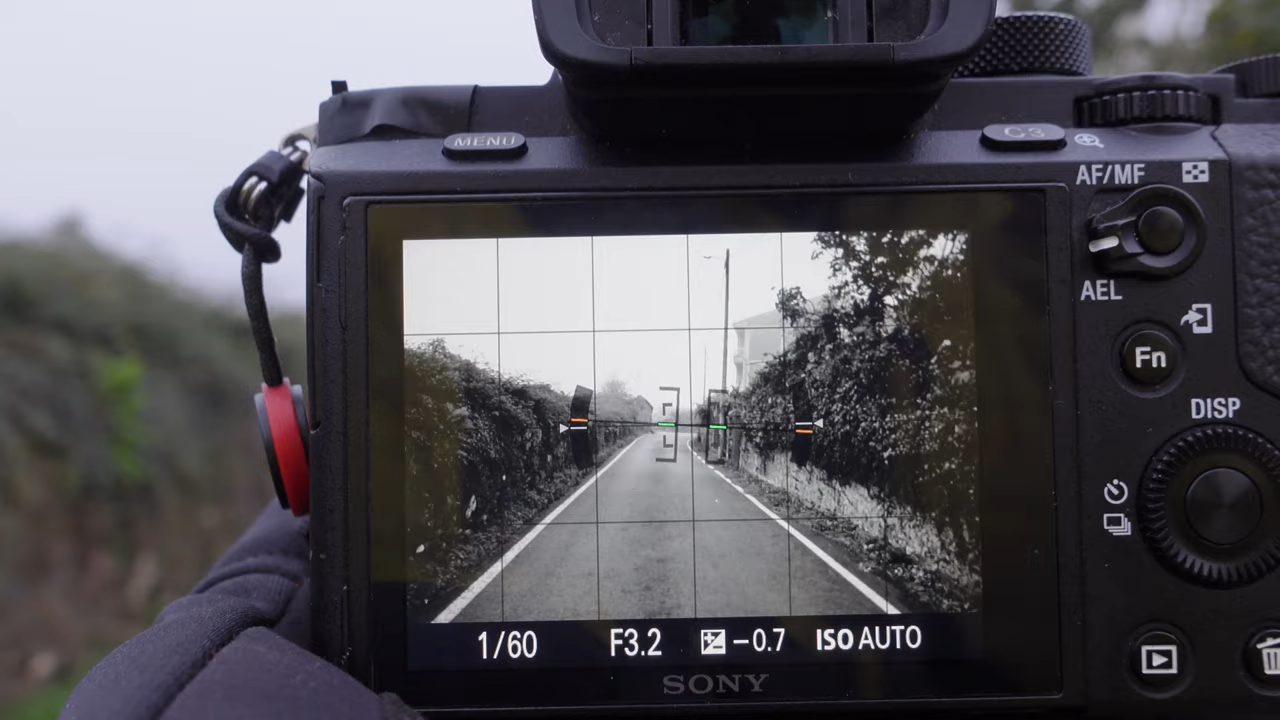 MENU
C3
AF/MF
AEL
Fn
DISP
1/60 F3.2 −0.7 ISO AUTO
SONY